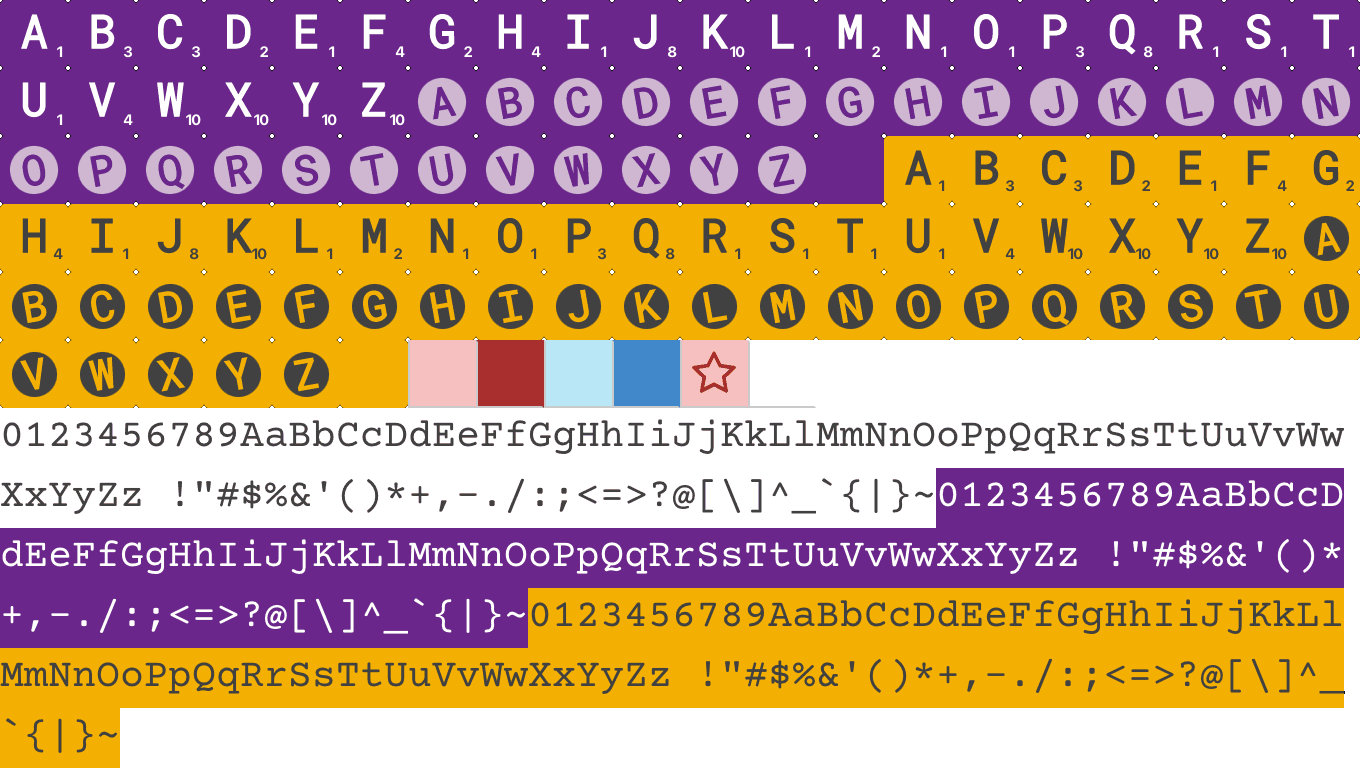 A1 B3 C3 D2 E1 F4 G2 H4 I1 J8 K10 L1 M2 N1 O1 P3 Q8 R1 S1 T1
U1 V4 W10 X10 Y10 Z10 A B C D E F G H I J K L M N
O P Q R S T U V W X Y Z A1 B3 C3 D2 E1 F4 G2
H4 I1 J8 K10 L1 M2 N1 O1 P3 Q8 R1 S1 T1 U1 V4 W10 X10 Y10 Z10 A
B C D E F G H I J K L M N O P Q R S T U
V W X Y Z
0123456789AaBbCcDdEeFfGgHhIiJjKkLlMmNnOoPpQqRrSsTtUuVvWw
XxYyZz !"#$%&'()*+,-./:;<=>?@[\]^_`{|}~0123456789AaBbCcD
dEeFfGgHhIiJjKkLlMmNnOoPpQqRrSsTtUuVvWwXxYyZz !"#$%&'()*
+,-./:;<=>?@[\]^_`{|}~0123456789AaBbCcDdEeFfGgHhIiJjKkLl
MmNnOoPpQqRrSsTtUuVvWwXxYyZz !"#$%&'()*+,-./:;<=>?@[\]^_
`{|}~